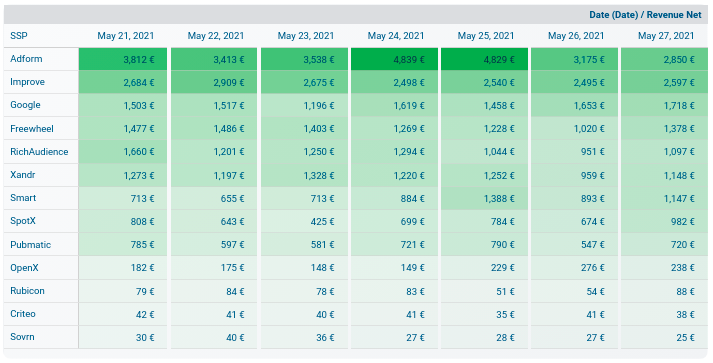 Date (Date) / Revenue Net
SSP May 21, 2021 May 22, 2021 May 23, 2021 May 24, 2021 May 25, 2021 May 26, 2021 May 27, 2021
Adform 3,812 € 3,413 € 3,538 € 4,839 € 4,829 € 3,175 € 2,850 €
Improve 2,684 € 2,909 € 2,675 € 2,498 € 2,540 € 2,495 € 2,597 €
Google 1,503 € 1,517 € 1,196 € 1,619 € 1,458 € 1,653 € 1,718 €
Freewheel 1,477 € 1,486 € 1,403 € 1,269 € 1,228 € 1,020 € 1,378 €
RichAudience 1,660 € 1,201 € 1,250 € 1,294 € 1,044 € 951 € 1,097 €
Xandr 1,273 € 1,197 € 1,328 € 1,220 € 1,252 € 959 € 1,148 €
Smart 713 € 655 € 713 € 884 € 1,388 € 893 € 1,147 €
SpotX 808 € 643 € 425 € 699 € 784 € 674 € 982 €
Pubmatic 785 € 597 € 581 € 721 € 790 € 547 € 720 €
OpenX 182 € 175 € 148 € 149 € 229 € 276 € 238 €
Rubicon 79 € 84 € 78 € 83 € 51 € 54 € 88 €
Criteo 42 € 41 € 40 € 41 € 35 € 41 € 38 €
Sovrn 30 € 40 € 36 € 27 € 28 € 27 € 25 €